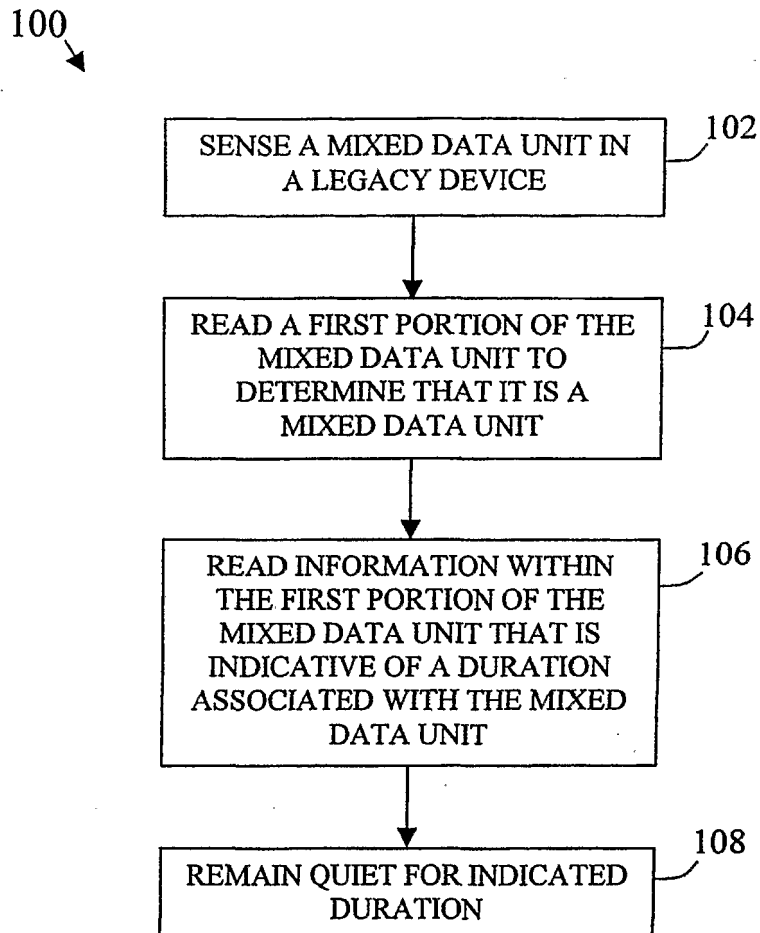 100
102
SENSE A MIXED DATA UNIT IN
A LEGACY DEVICE
104
READ A FIRST PORTION OF THE
MIXED DATA UNIT TO
DETERMINE THAT IT IS A
MIXED DATA UNIT
106
READ INFORMATION WITHIN
THE FIRST PORTION OF THE
MIXED DATA UNIT THAT IS
INDICATIVE OF A DURATION
ASSOCIATED WITH THE MIXED
DATA UNIT
108
REMAIN QUIET FOR INDICATED
DURATION